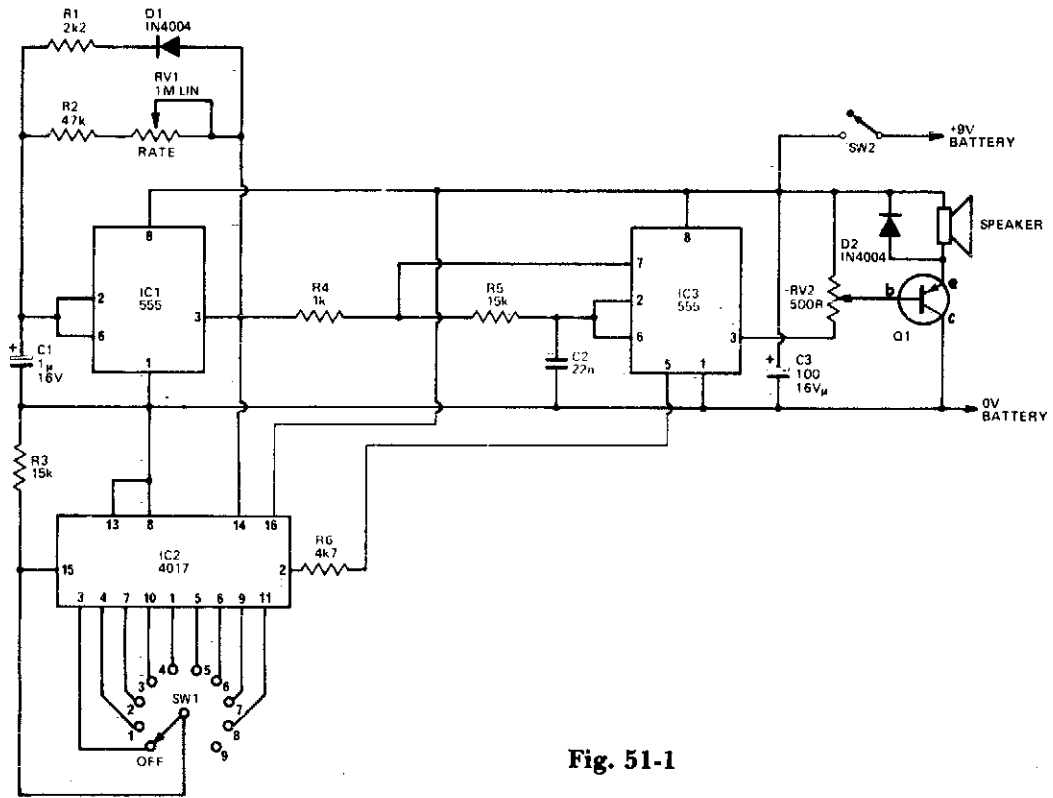 R1
2k2
D1
IN4004
RV1
1M LIN
R2
47k
RATE
+9V
BATTERY
SW2
8
IC1
555
2
6
3
1
R4
1k
R5
15k
C2
22n
8
7
IC3
555
2
6
3
5
1
D2
IN4004
SPEAKER
RV2
500R
b
e
c
Q1
+
C1
1µ
16V
+
C3
100
16Vµ
0V
BATTERY
R3
15k
13
8
14
16
IC2
4017
15
2
R6
4k7
3
4
7
10
1
5
6
9
11
4
5
3
6
2
SW1
7
1
8
OFF
9
Fig. 51-1